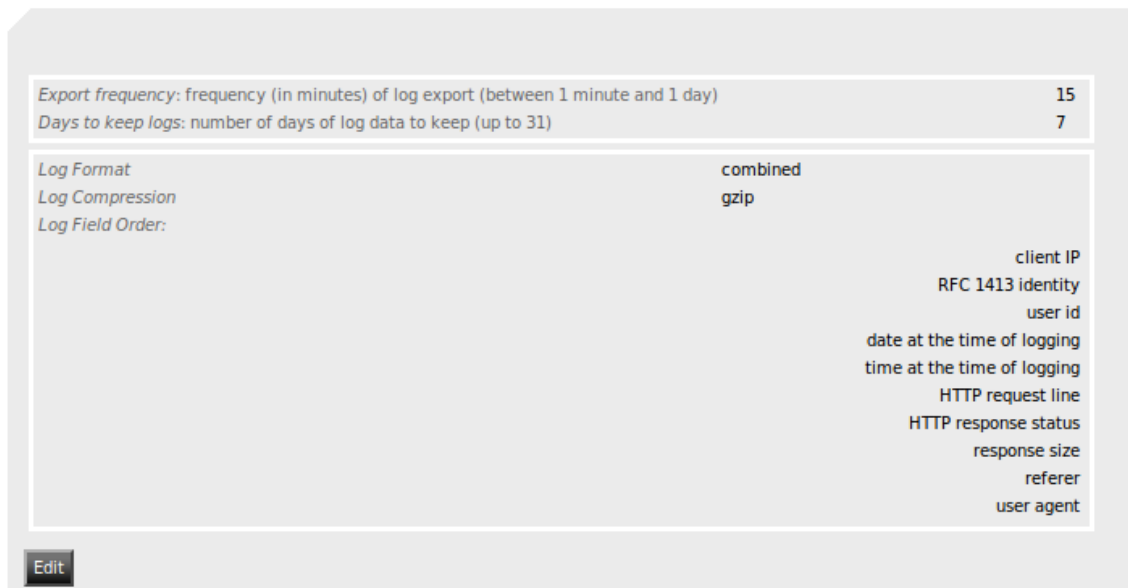 Export frequency: frequency (in minutes) of log export (between 1 minute and 1 day) 15
Days to keep logs: number of days of log data to keep (up to 31) 7
Log Format combined
Log Compression gzip
Log Field Order:
client IP
RFC 1413 identity
user id
date at the time of logging
time at the time of logging
HTTP request line
HTTP response status
response size
referer
user agent
Edit